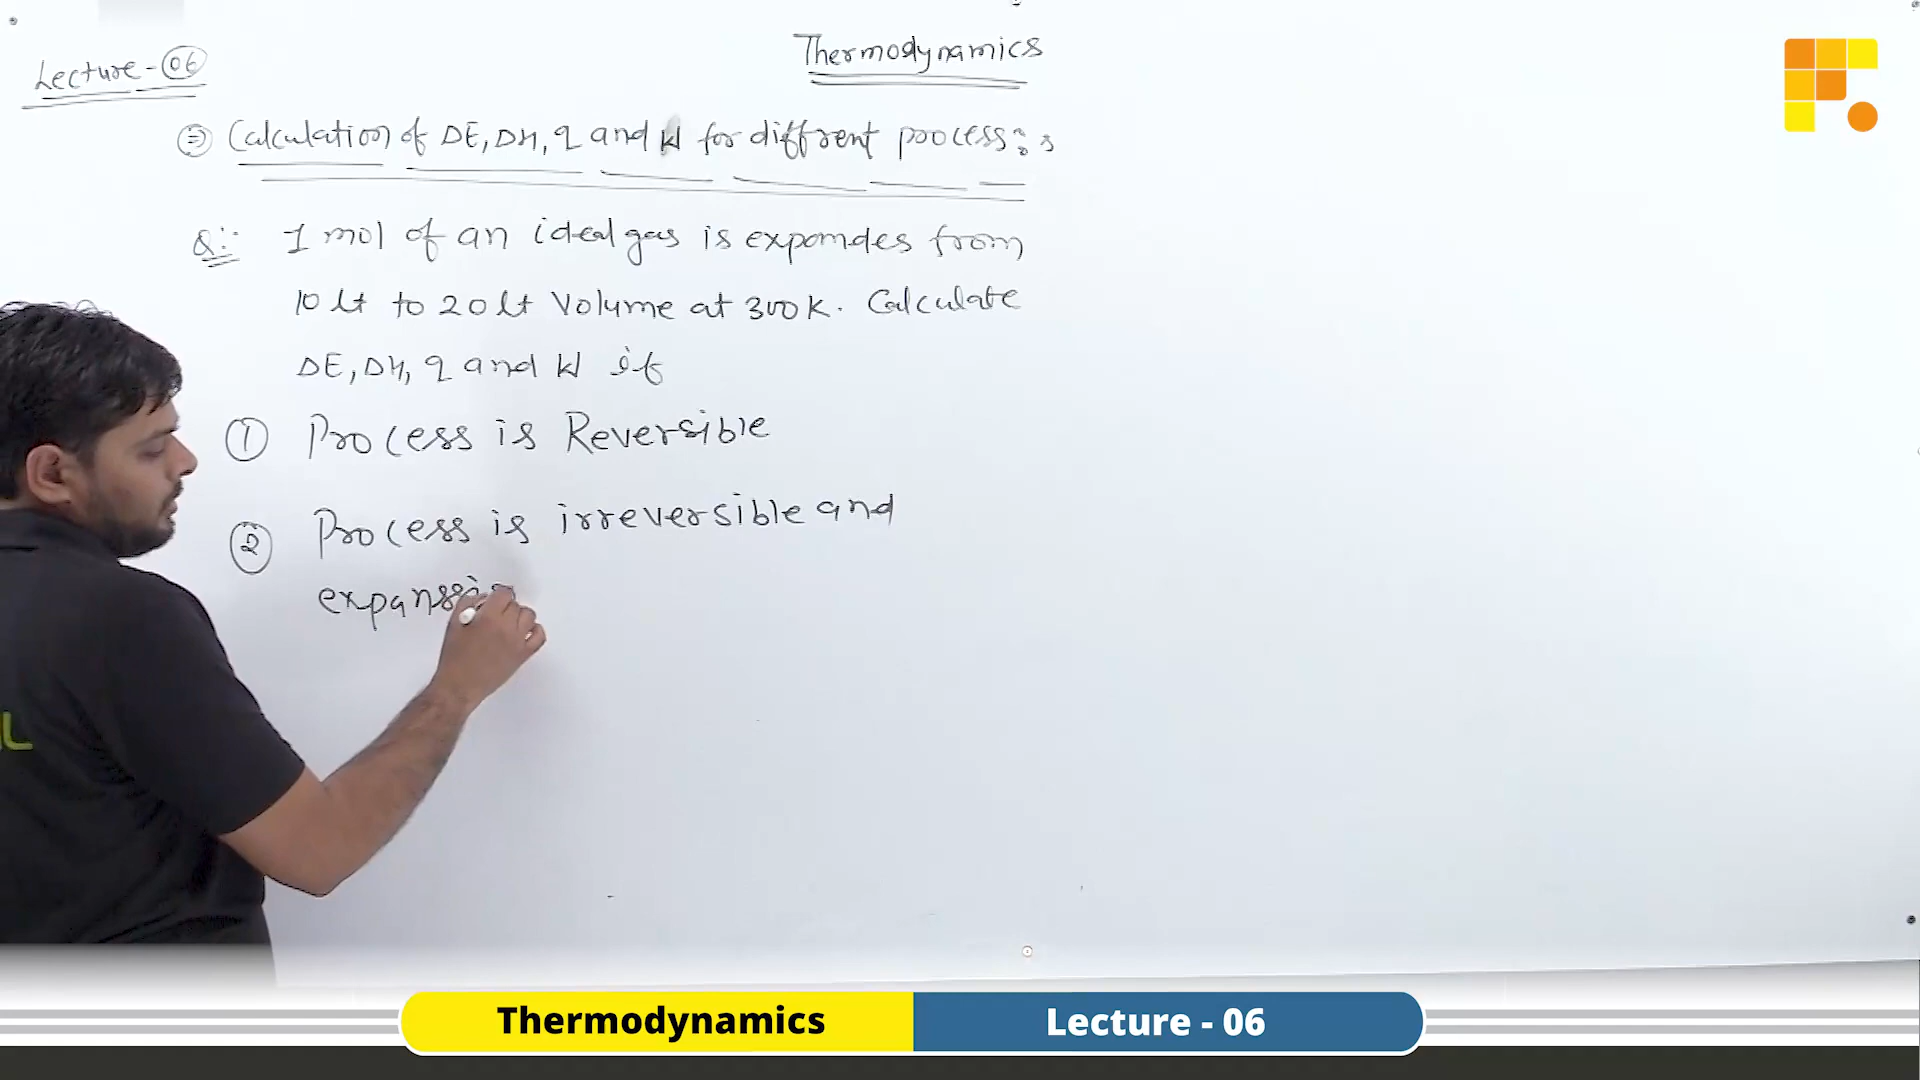 Lecture - 06
Thermodynamics
⇒ Calculation of ΔE, ΔH, q and W for diffrent process:s
Q:- 1 mol of an ideal gas is expandes from
10 lt to 20 lt Volume at 300K. Calculate
ΔE, ΔH, q and W if
① Process is Reversible
② Process is irreversible and
expanssio
L
Thermodynamics
Lecture - 06